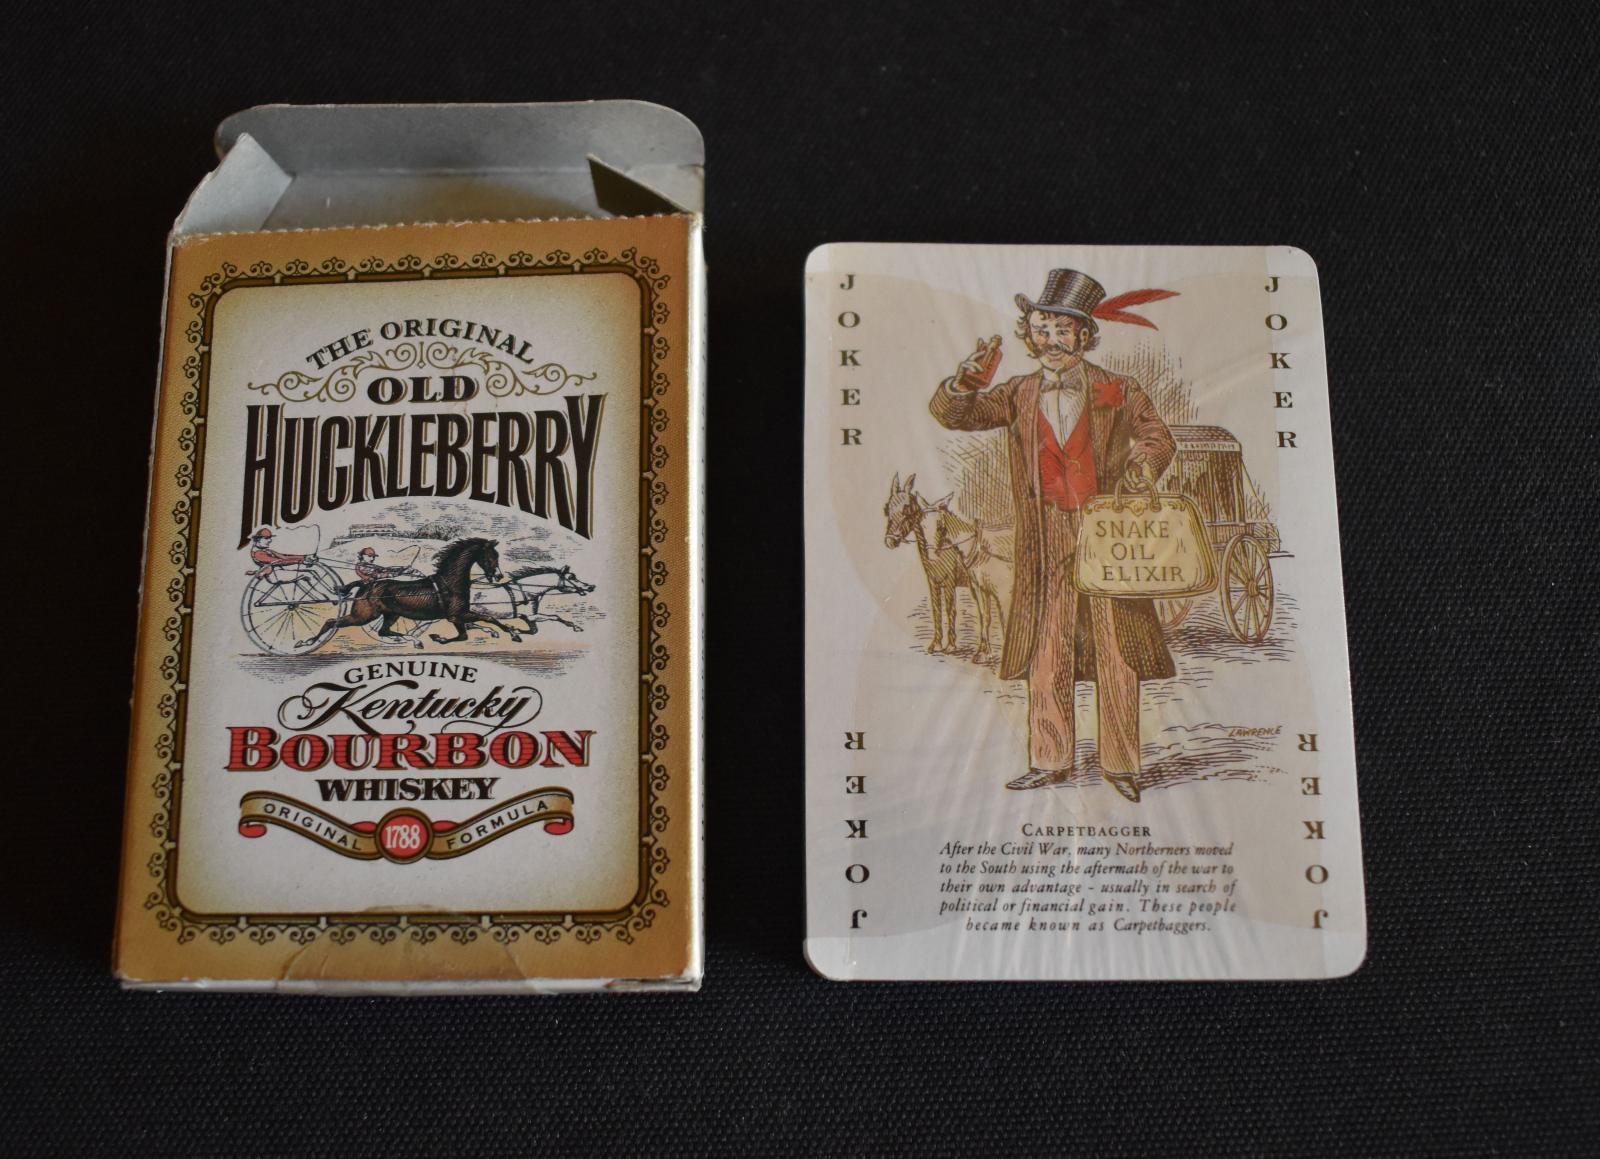 THE ORIGINAL
OLD
HUCKLEBERRY
GENUINE
Kentucky
BOURBON
WHISKEY
ORIGINAL 1788 FORMULA
JOKER
JOKER
SNAKE
OIL
ELIXIR
LAWRENCE
JOKER
JOKER
CARPETBAGGER
After the Civil War, many Northerners moved
to the South using the aftermath of the war to
their own advantage - usually in search of
political or financial gain. These people
became known as Carpetbaggers.